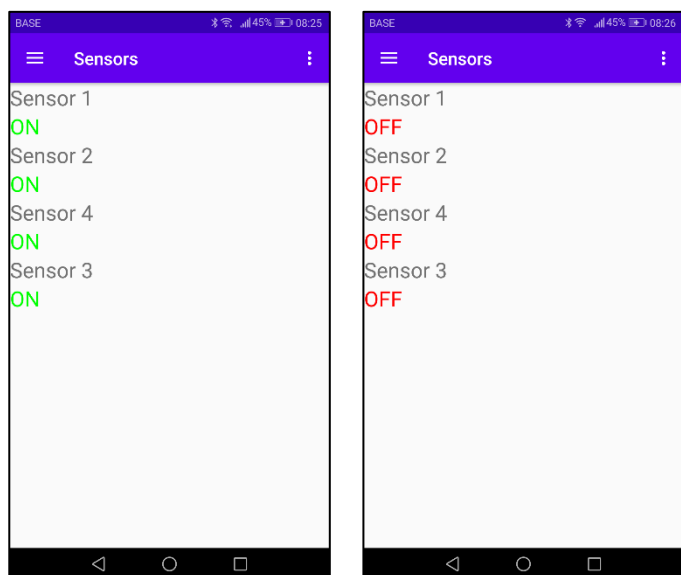 BASE 45% 08:25
Sensors
Sensor 1
ON
Sensor 2
ON
Sensor 4
ON
Sensor 3
ON
BASE 45% 08:26
Sensors
Sensor 1
OFF
Sensor 2
OFF
Sensor 4
OFF
Sensor 3
OFF